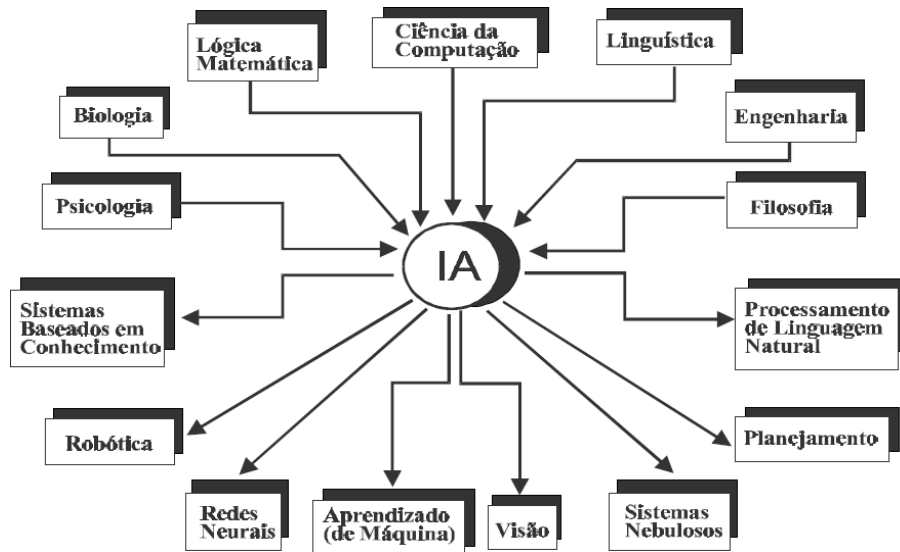 Lógica
Matemática
Ciência da
Computação
Linguística
Biologia
Engenharia
Psicologia
Filosofia
IA
Sistemas
Baseados em
Conhecimento
Processamento
de Linguagem
Natural
Robótica
Planejamento
Redes
Neurais
Aprendizado
(de Máquina)
Visão
Sistemas
Nebulosos